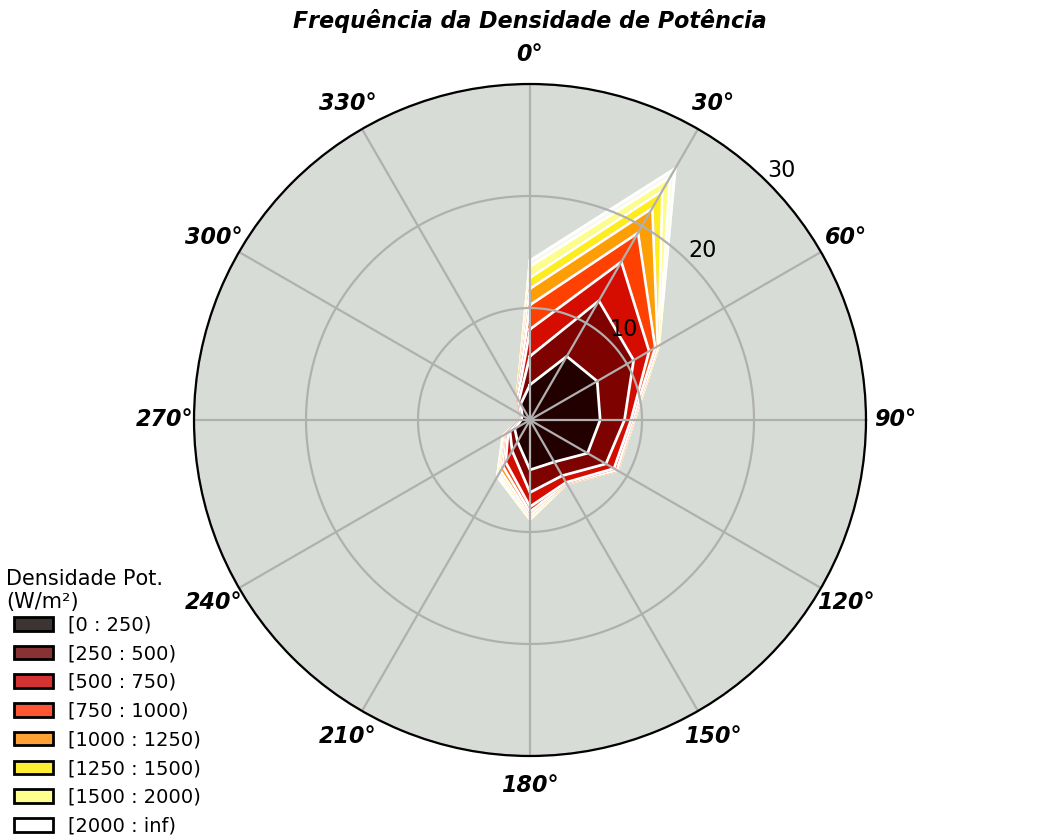 Frequência da Densidade de Potência
0°
330°
30°
30
300°
60°
20
10
270°
90°
240°
120°
210°
150°
180°
Densidade Pot.
(W/m²)
[0 : 250)
[250 : 500)
[500 : 750)
[750 : 1000)
[1000 : 1250)
[1250 : 1500)
[1500 : 2000)
[2000 : inf)